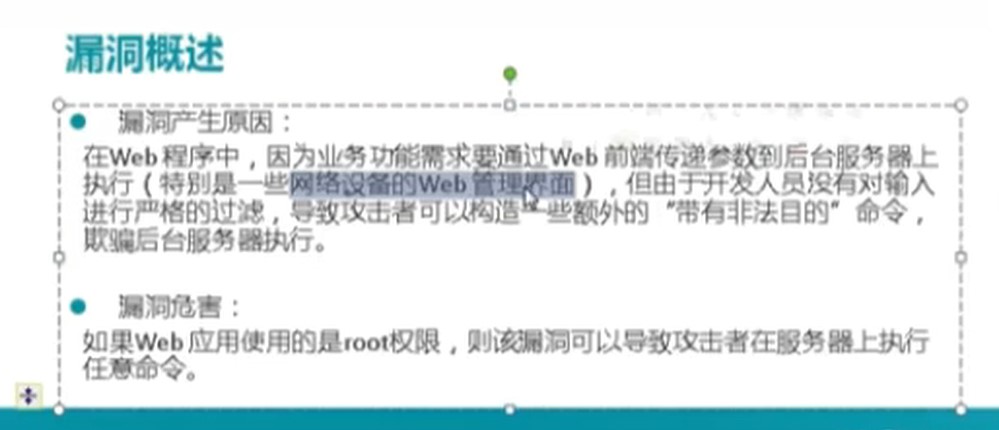 漏洞概述
漏洞产生原因：
在Web 程序中，因为业务功能需求要通过Web 前端传递参数到后台服务器上
执行（特别是一些网络设备的Web 管理界面），但由于开发人员没有对输入
进行严格的过滤，导致攻击者可以构造一些额外的“带有非法目的”命令，
欺骗后台服务器执行。
漏洞危害：
如果Web 应用使用的是root权限，则该漏洞可以导致攻击者在服务器上执行
任意命令。